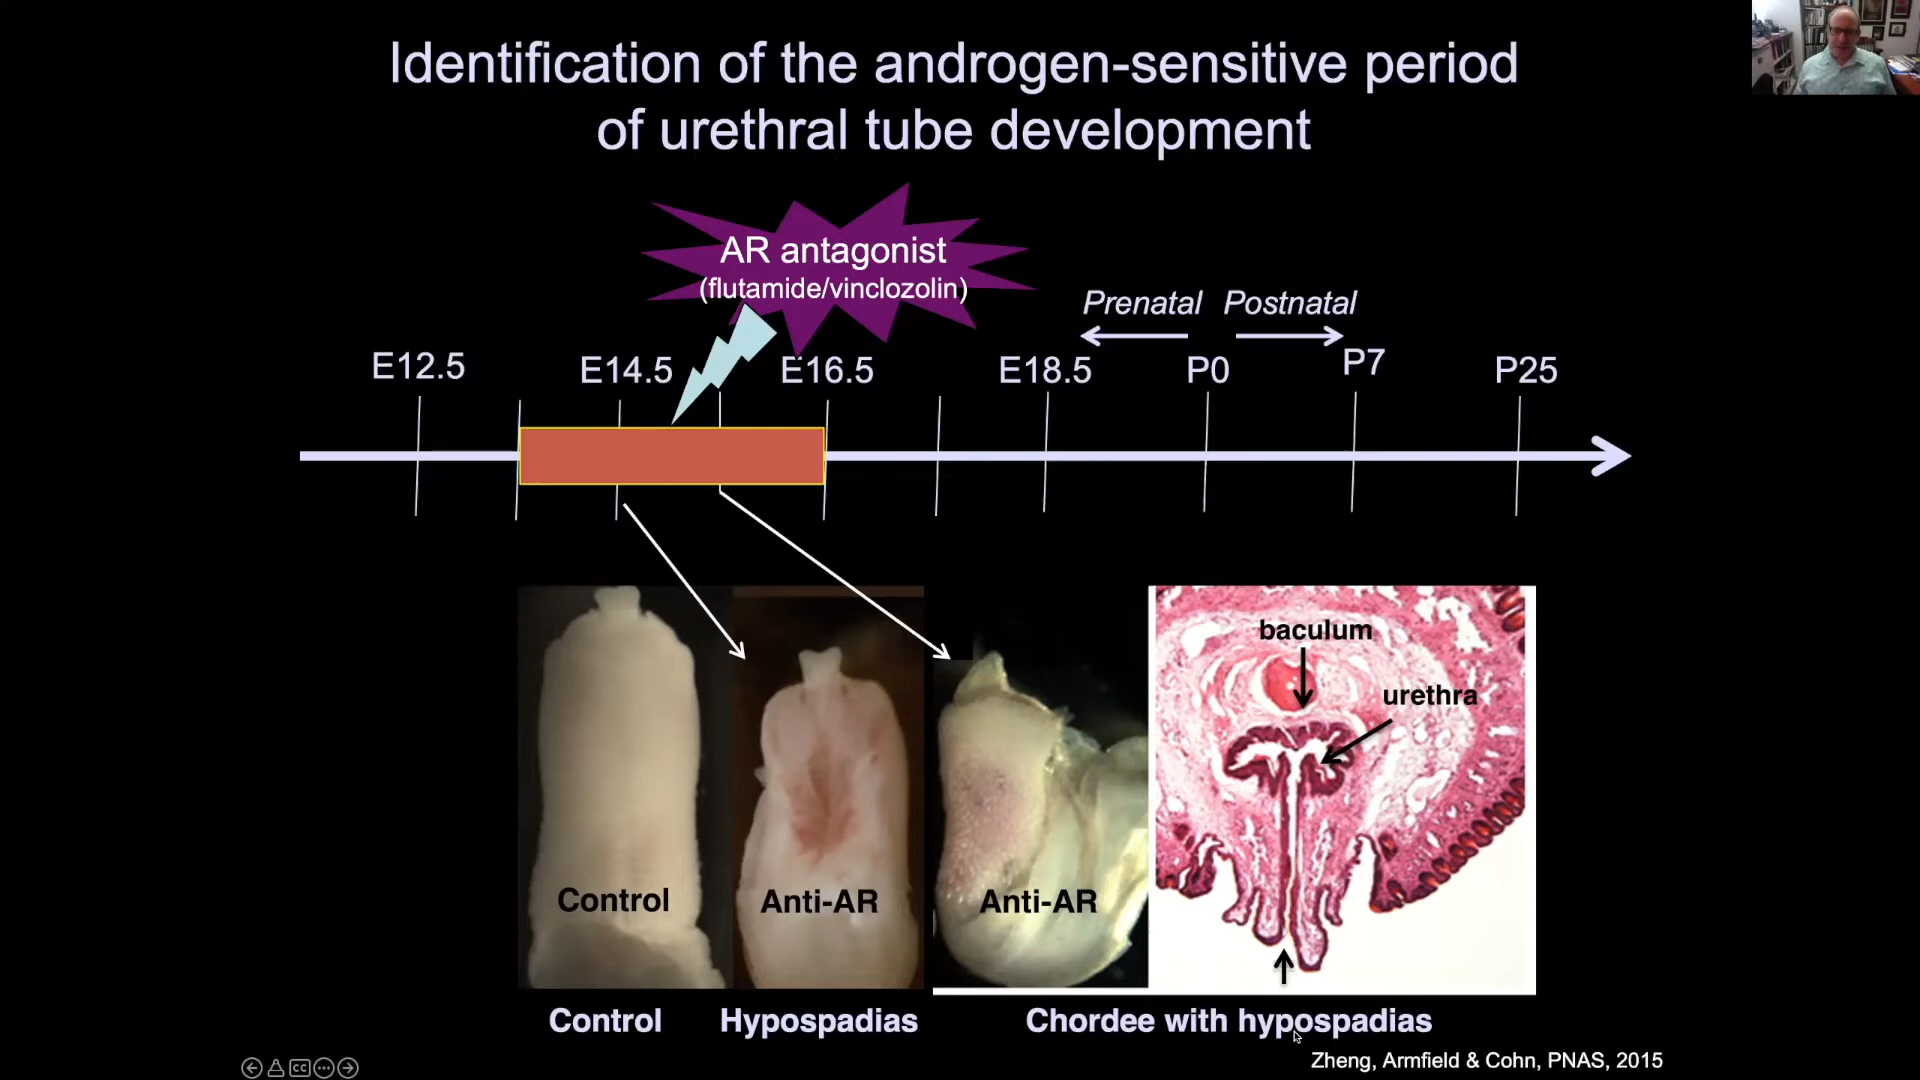 Identification of the androgen-sensitive period
of urethral tube development
AR antagonist
(flutamide/vinclozolin)
Prenatal Postnatal
E12.5 E14.5 E16.5 E18.5 P0 P7 P25
baculum
urethra
Control Anti-AR Anti-AR
Control Hypospadias Chordee with hypospadias
Zheng, Armfield & Cohn, PNAS, 2015
CC